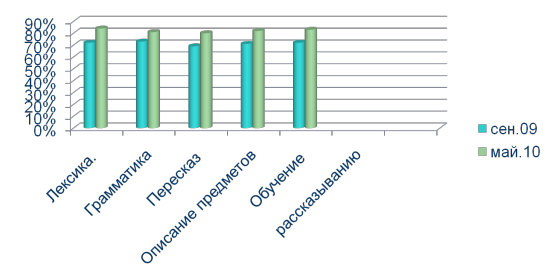 90%
80%
70%
60%
50%
40%
30%
20%
10%
0%
Лексика.
Грамматика
Пересказ
Описание предметов
Обучение
рассказыванию
сен.09
май.10